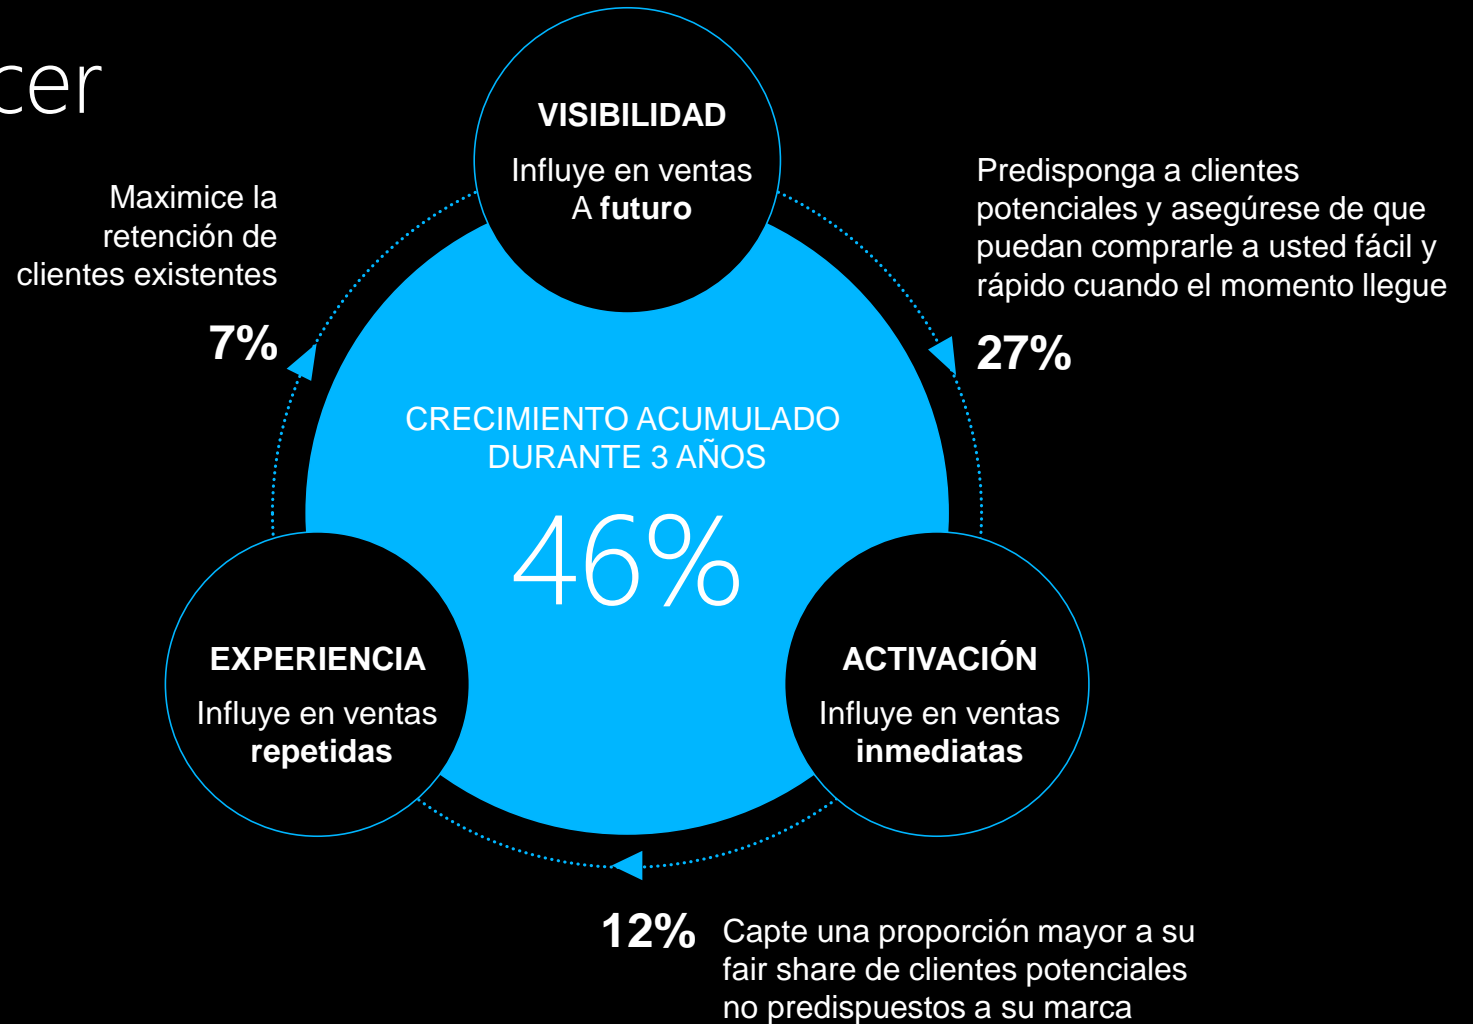 cer
VISIBILIDAD
Influye en ventas
A futuro
Maximice la
retención de
clientes existentes
7%
Predisponga a clientes
potenciales y asegúrese de que
puedan comprarle a usted fácil y
rápido cuando el momento llegue
27%
CRECIMIENTO ACUMULADO
DURANTE 3 AÑOS
46%
EXPERIENCIA
Influye en ventas
repetidas
ACTIVACIÓN
Influye en ventas
inmediatas
12%
Capte una proporción mayor a su
fair share de clientes potenciales
no predispuestos a su marca